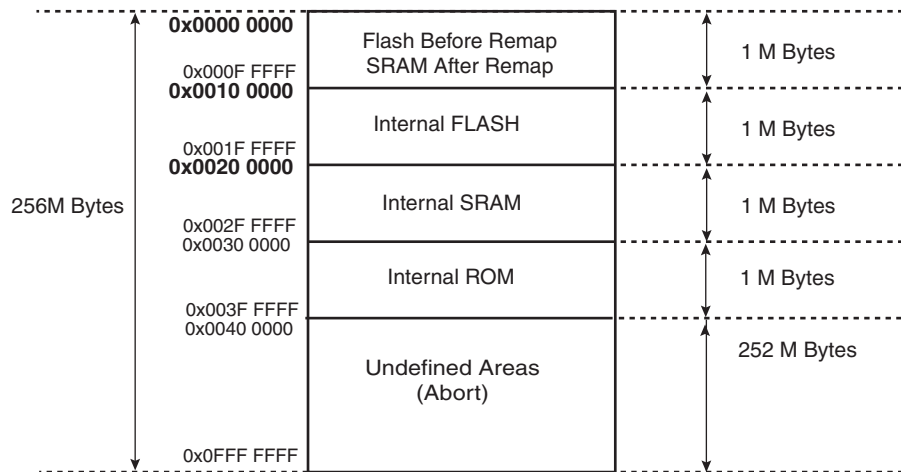 0x0000 0000
Flash Before Remap
SRAM After Remap
1 M Bytes
0x000F FFFF
0x0010 0000
Internal FLASH
1 M Bytes
0x001F FFFF
0x0020 0000
256M Bytes
Internal SRAM
1 M Bytes
0x002F FFFF
0x0030 0000
Internal ROM
1 M Bytes
0x003F FFFF
0x0040 0000
252 M Bytes
Undefined Areas
(Abort)
0x0FFF FFFF